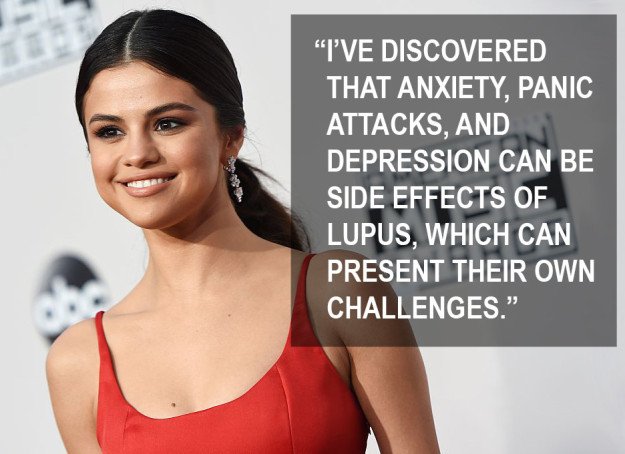 “I’VE DISCOVERED
THAT ANXIETY, PANIC
ATTACKS, AND
DEPRESSION CAN BE
SIDE EFFECTS OF
LUPUS, WHICH CAN
PRESENT THEIR OWN
CHALLENGES.”
abc